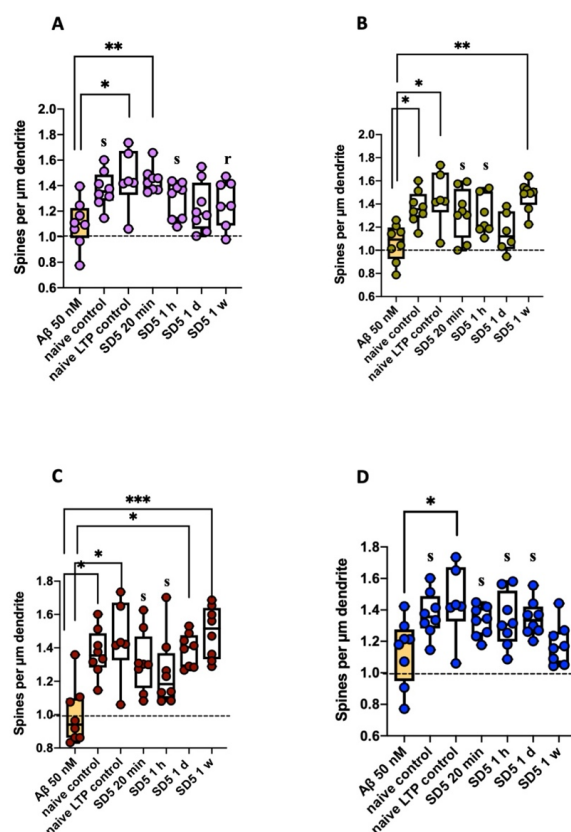 A
**
*
s
s
r
Spines per µm dendrite
2.0
1.8
1.6
1.4
1.2
1.0
0.8
0.6
Aβ 50 nM
naive control
naive LTP control
SD5 20 min
SD5 1 h
SD5 1 d
SD5 1 w
B
**
*
*
s
s
Spines per µm dendrite
2.0
1.8
1.6
1.4
1.2
1.0
0.8
0.6
Aβ 50 nM
naive control
naive LTP control
SD5 20 min
SD5 1 h
SD5 1 d
SD5 1 w
C
***
*
*
*
s
s
Spines per µm dendrite
1.8
1.6
1.4
1.2
1.0
0.8
Aβ 50 nM
naive control
naive LTP control
SD5 20 min
SD5 1 h
SD5 1 d
SD5 1 w
D
*
s
s
s
s
Spines per µm dendrite
1.8
1.6
1.4
1.2
1.0
0.8
0.6
Aβ 50 nM
naive control
naive LTP control
SD5 20 min
SD5 1 h
SD5 1 d
SD5 1 w